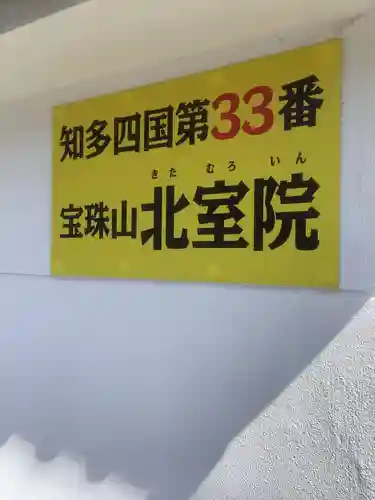 知多四国第33番
きた むろ いん
宝珠山北室院